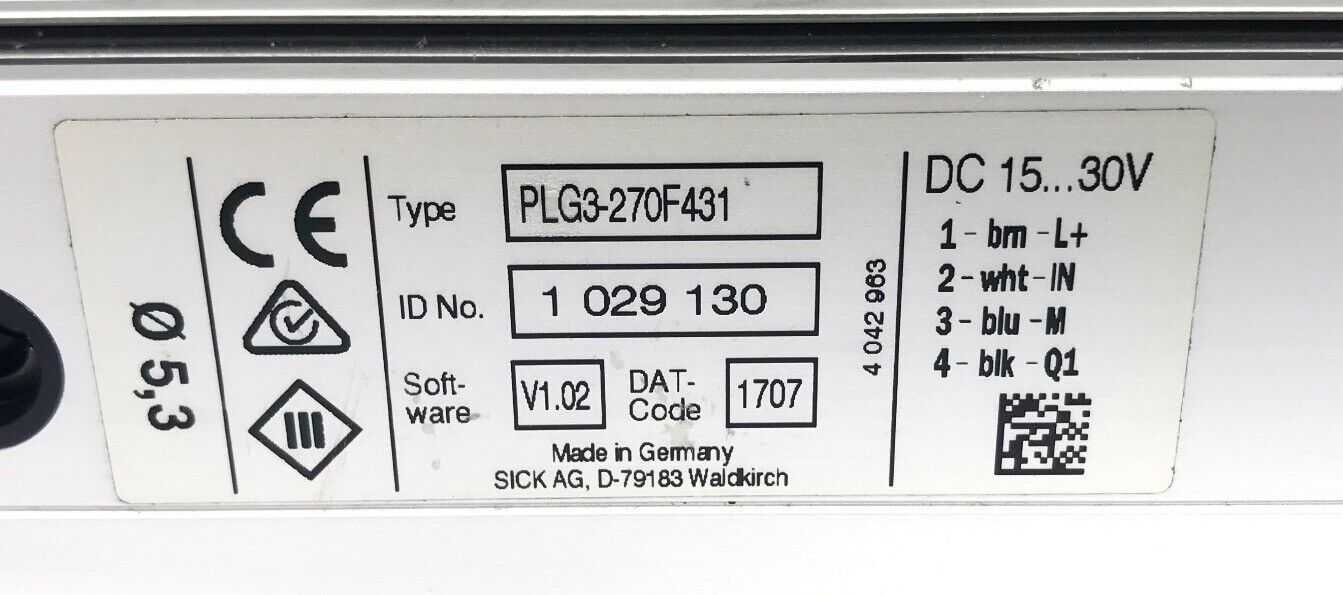 Ø 5,3
CE
III
Type PLG3-270F431
ID No. 1 029 130
Soft-
ware V1.02 DAT-
Code 1707
Made in Germany
SICK AG, D-79183 Waldkirch
4 042 963
DC 15...30V
1 - brn - L+
2 - wht - IN
3 - blu - M
4 - blk - Q1